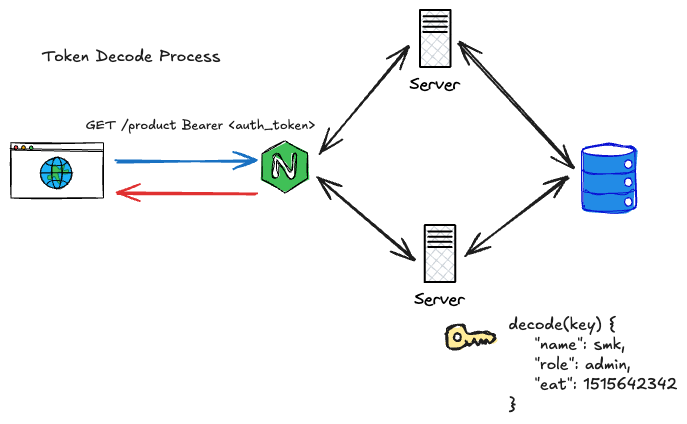 Token Decode Process
Server
GET /product Bearer <auth_token>
N
Server
decode(key) {
"name": smk,
"role": admin,
"eat": 1515642342
}